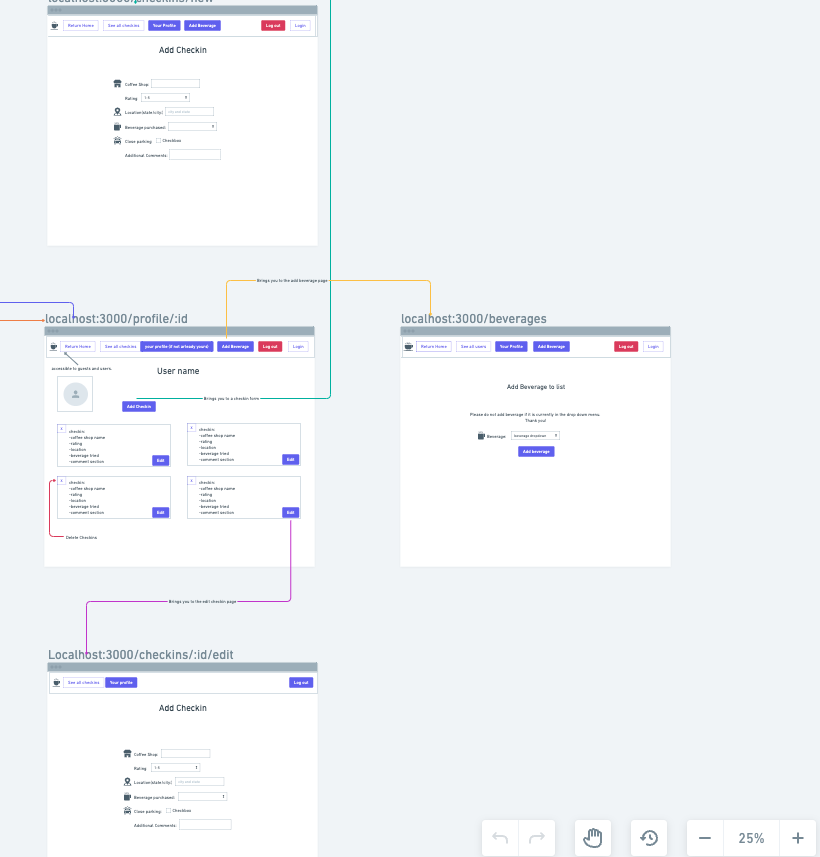 Return Home See all checkins Your Profile Add Beverage Log out Login
Add Checkin
Coffee Shop:
Rating 1-5
Location(state/city):
Beverage purchased:
Close parking: Checkbox
Additional Comments:
Brings you to the add beverage page
localhost:3000/profile/:id
Return Home See all checkins your profile (if not already yours) Add Beverage Log out Login
accessible to guests and users.
User name
Add Checkin
Brings you to a checkin form
x checkin:
-coffee shop name
-rating
-location
-beverage tried
-comment section
Edit
x checkin:
-coffee shop name
-rating
-location
-beverage tried
-comment section
Edit
x checkin:
-coffee shop name
-rating
-location
-beverage tried
-comment section
Edit
x checkin:
-coffee shop name
-rating
-location
-beverage tried
-comment section
Edit
Delete Checkins
localhost:3000/beverages
Return Home See all users Your Profile Add Beverage Log out Login
Add Beverage to list
Please do not add beverage if it is currently in the drop down menu.
Thank you!
Beverage: beverage dropdown
Add beverage
Brings you to the edit checkin page
Localhost:3000/checkins/:id/edit
See all checkins Your profile Log out
Add Checkin
Coffee Shop:
Rating 1-5
Location(state/city):
Beverage purchased:
Close parking: Checkbox
Additional Comments:
25%